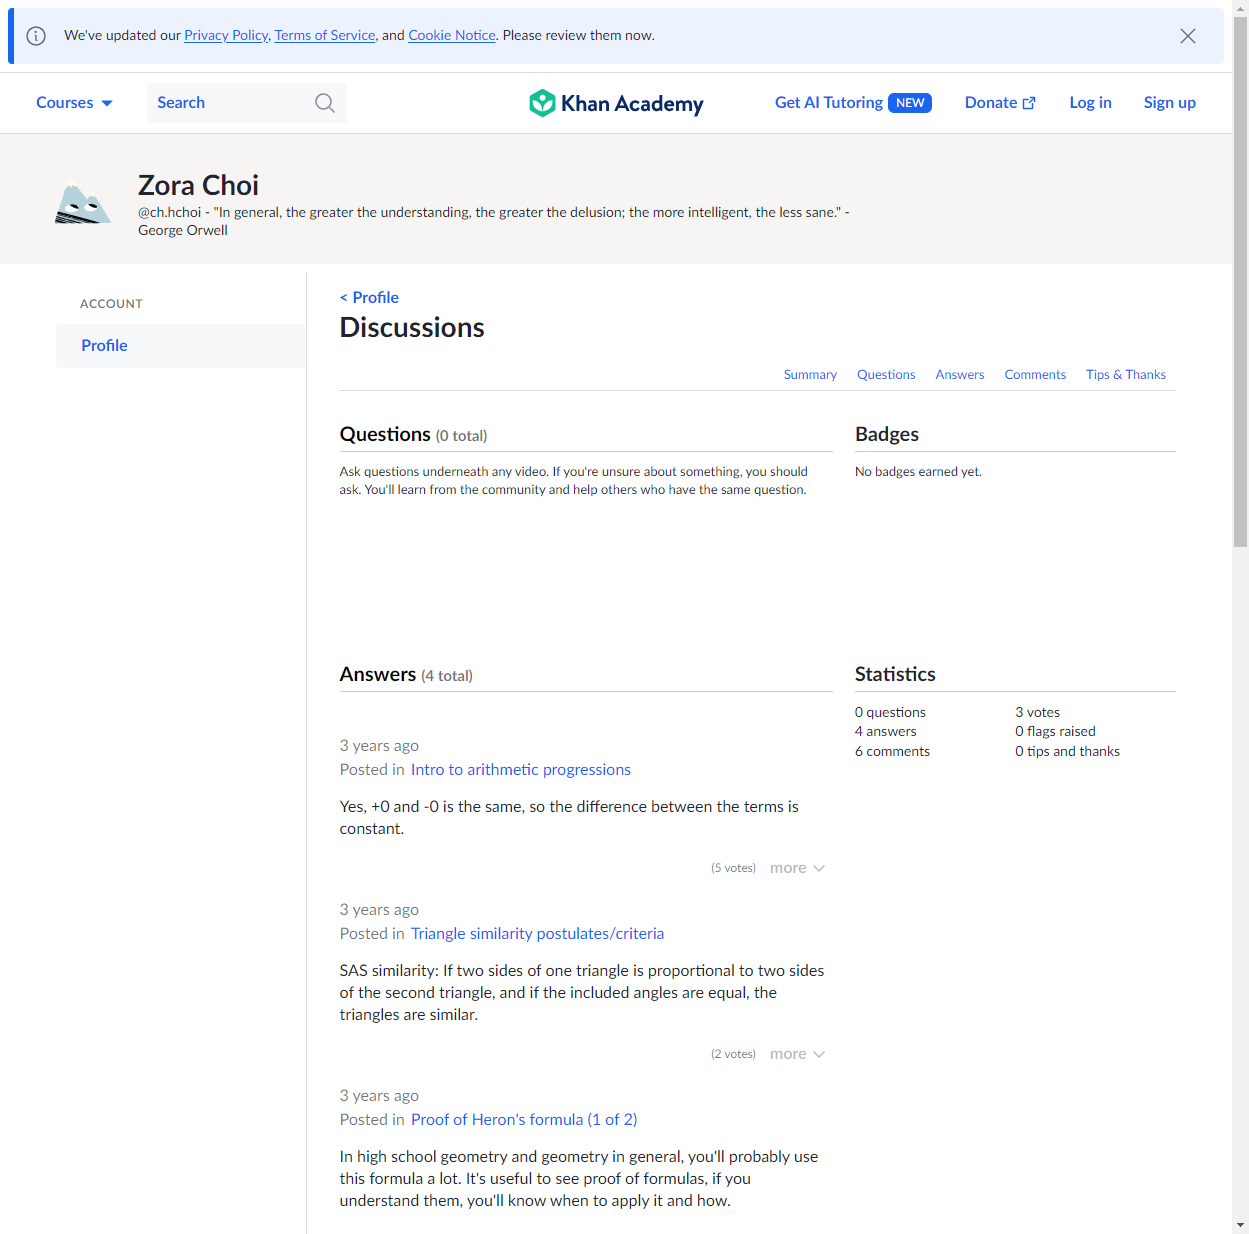 We've updated our Privacy Policy, Terms of Service, and Cookie Notice. Please review them now.
Courses
Search
Khan Academy
Get AI Tutoring NEW
Donate
Log in
Sign up
Zora Choi
@ch.hchoi - "In general, the greater the understanding, the greater the delusion; the more intelligent, the less sane." -
George Orwell
ACCOUNT
Profile
< Profile
Discussions
Summary
Questions
Answers
Comments
Tips & Thanks
Questions (0 total)
Ask questions underneath any video. If you're unsure about something, you should
ask. You'll learn from the community and help others who have the same question.
Badges
No badges earned yet.
Answers (4 total)
3 years ago
Posted in Intro to arithmetic progressions
Yes, +0 and -0 is the same, so the difference between the terms is
constant.
(5 votes) more
3 years ago
Posted in Triangle similarity postulates/criteria
SAS similarity: If two sides of one triangle is proportional to two sides
of the second triangle, and if the included angles are equal, the
triangles are similar.
(2 votes) more
3 years ago
Posted in Proof of Heron's formula (1 of 2)
In high school geometry and geometry in general, you'll probably use
this formula a lot. It's useful to see proof of formulas, if you
understand them, you'll know when to apply it and how.
Statistics
0 questions
4 answers
6 comments
3 votes
0 flags raised
0 tips and thanks